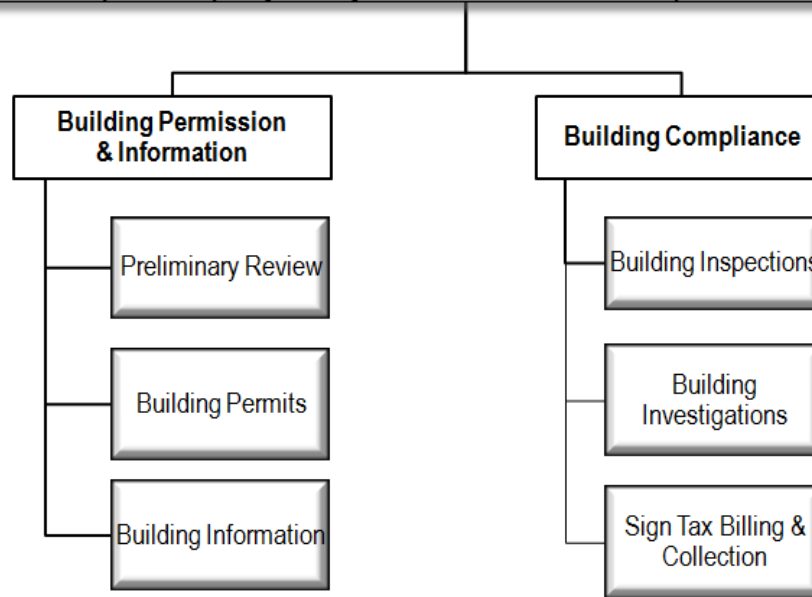 Building Permission
& Information
Building Compliance
Preliminary Review
Building Inspections
Building Permits
Building
Investigations
Building Information
Sign Tax Billing &
Collection